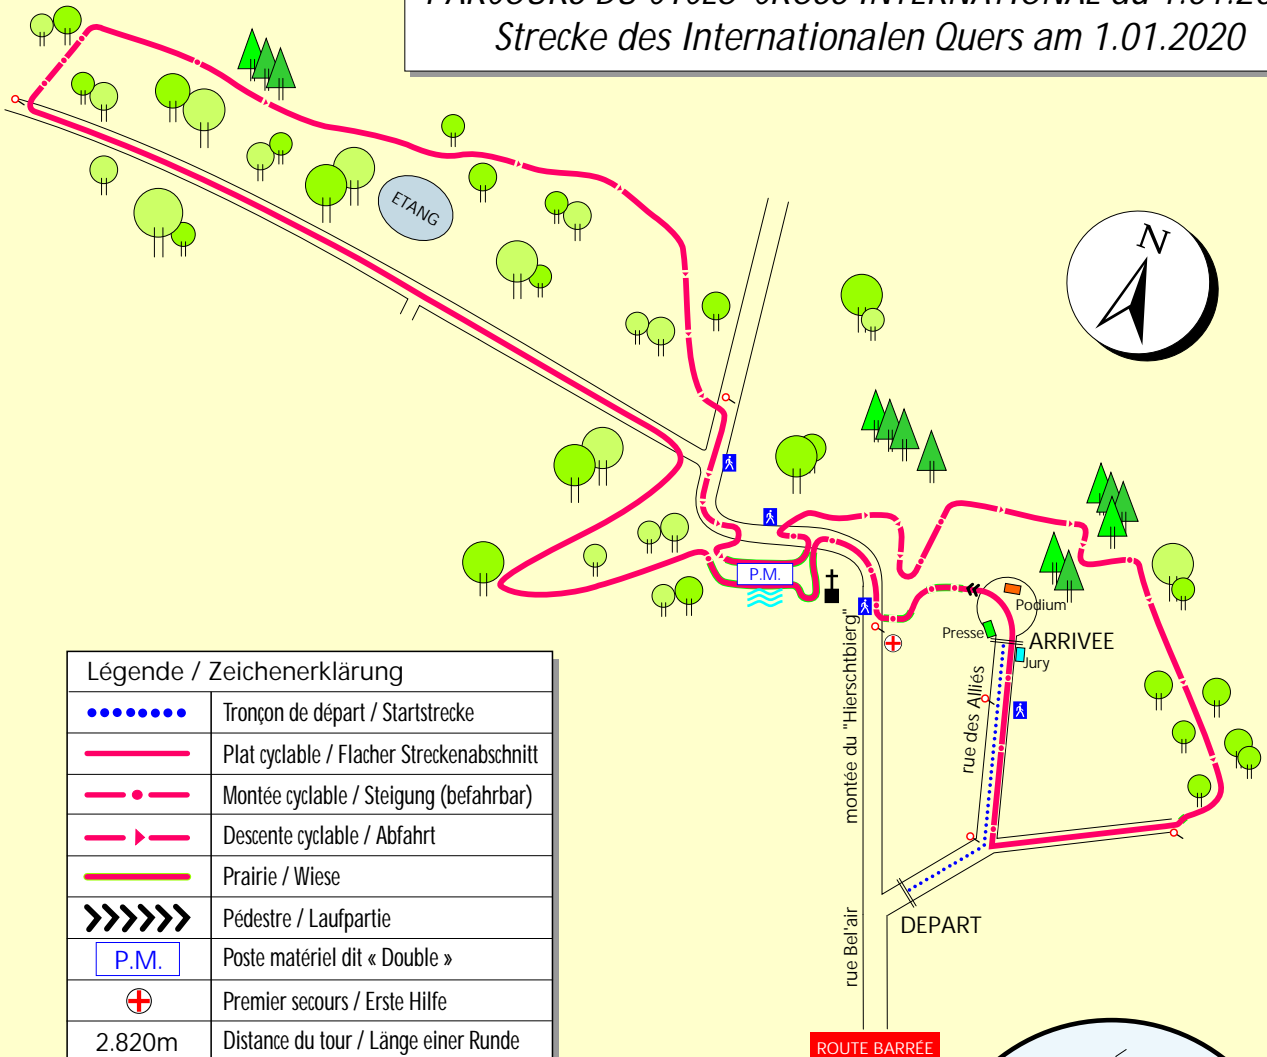 Strecke des Internationalen Quers am 1.01.2020
ETANG
N
P.M.
Podium
Presse
ARRIVEE
Jury
rue des Alliés
montée du "Hierschtbierg"
DEPART
rue Bel'air
ROUTE BARRÉE
Légende / Zeichenerklärung
Tronçon de départ / Startstrecke
Plat cyclable / Flacher Streckenabschnitt
Montée cyclable / Steigung (befahrbar)
Descente cyclable / Abfahrt
Prairie / Wiese
Pédestre / Laufpartie
P.M. Poste matériel dit « Double »
Premier secours / Erste Hilfe
2.820m Distance du tour / Länge einer Runde